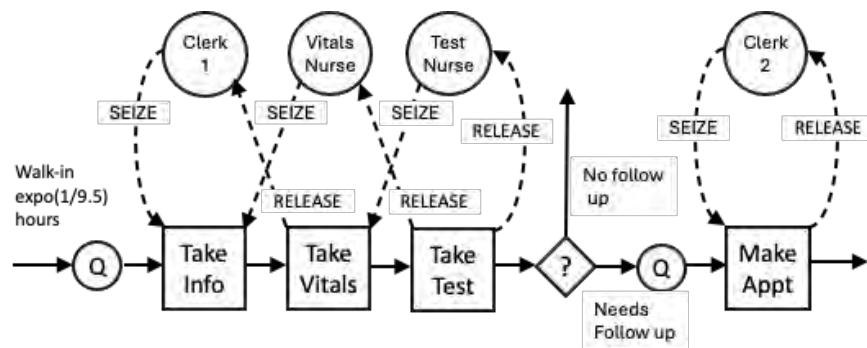 Clerk
1
Vitals
Nurse
Test
Nurse
Clerk
2
SEIZE
SEIZE
SEIZE
RELEASE
SEIZE
RELEASE
Walk-in
expo(1/9.5)
hours
RELEASE
RELEASE
No follow
up
Q
Take
Info
Take
Vitals
Take
Test
?
Q
Make
Appt
Needs
Follow up